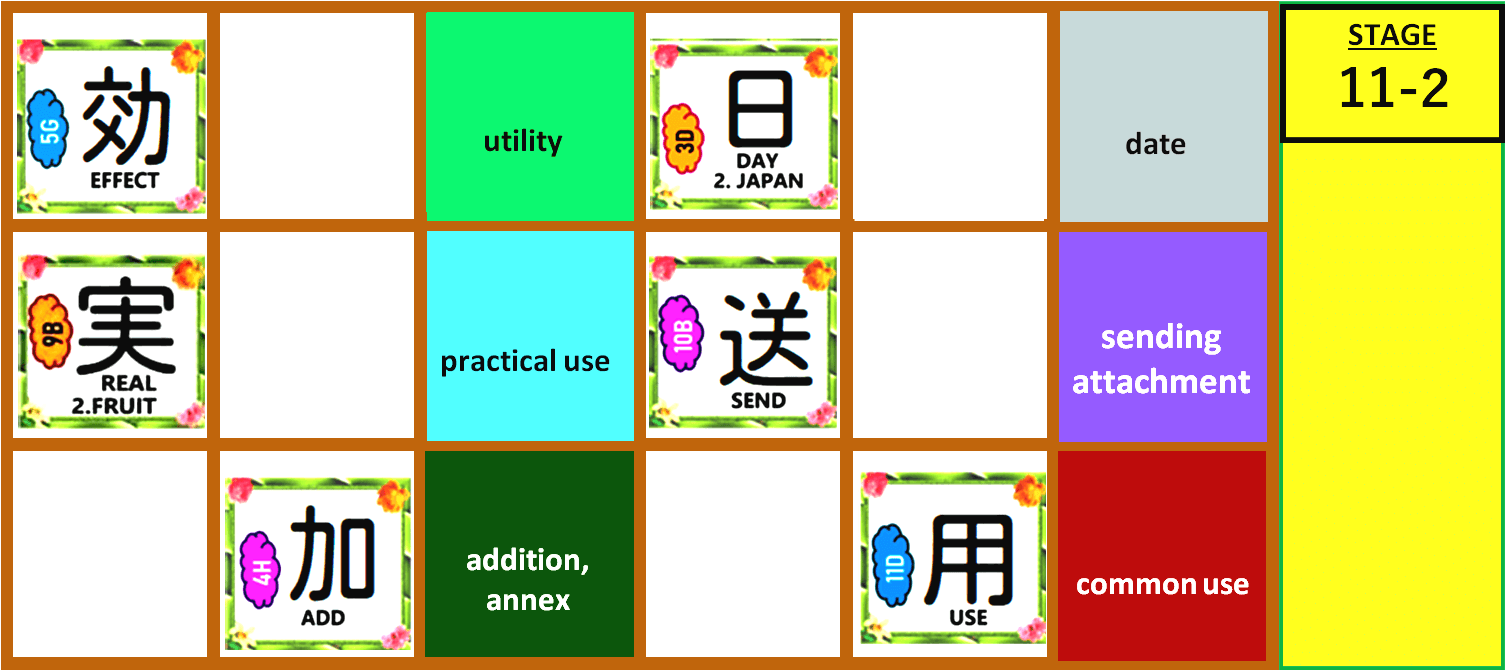 5G
効
EFFECT
utility
3D
日
DAY
2. JAPAN
date
STAGE
11-2
9B
実
REAL
2.FRUIT
practical use
10B
送
SEND
sending
attachment
4H
加
ADD
addition,
annex
11D
用
USE
common use